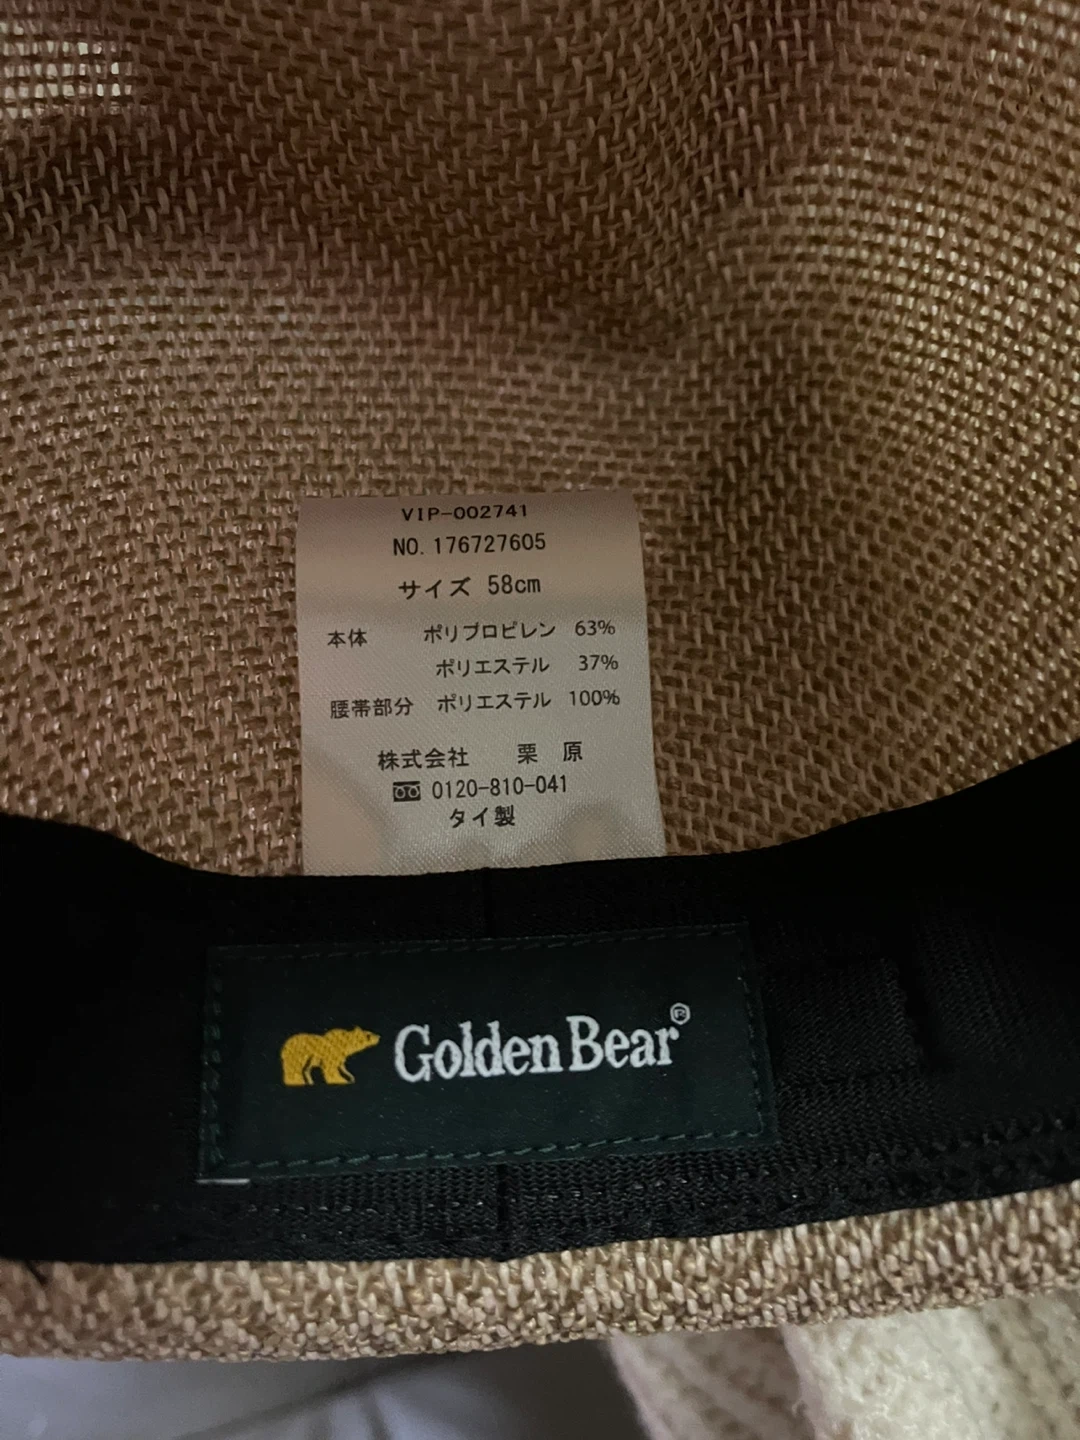 VIP-002741
NO. 176727605
サイズ 58cm
本体 ポリプロピレン 63%
ポリエステル 37%
腰帯部分 ポリエステル 100%
株式会社 栗原
0120-810-041
タイ製
Golden Bear®